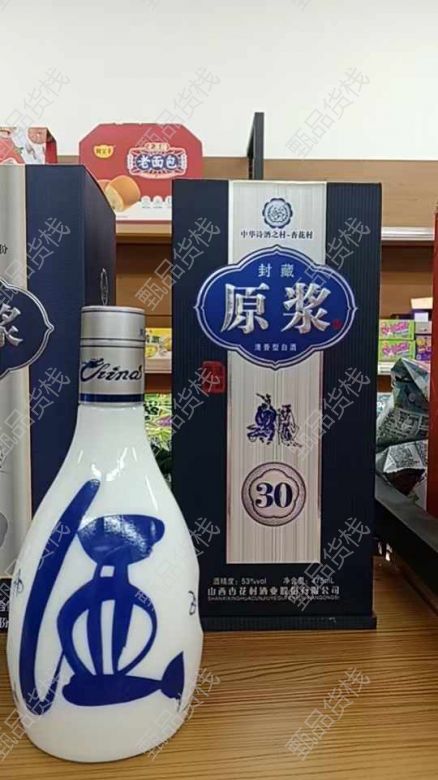 老面包
中华诗酒之村-杏花村
封藏
原浆
清香型白酒
30
酒精度：53%vol 净含量：475mL
山西杏花村酒业股份有限公司
China
酒
浆
甄品货栈